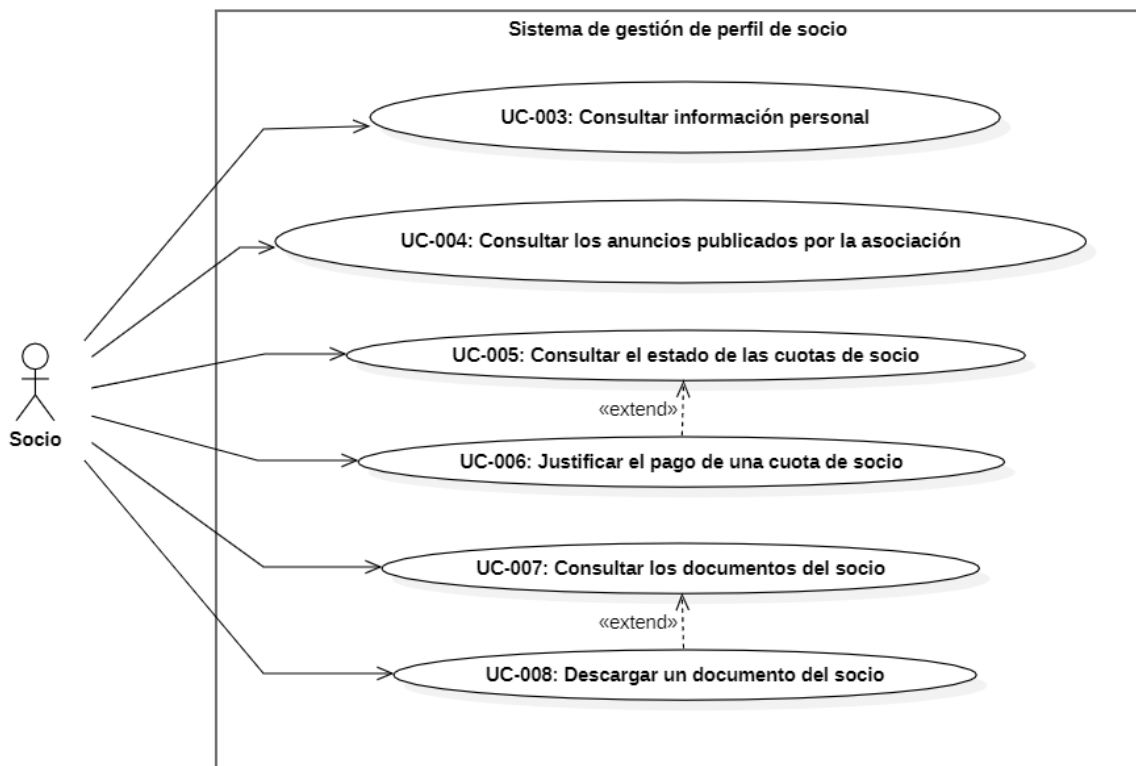 Sistema de gestión de perfil de socio
UC-003: Consultar información personal
UC-004: Consultar los anuncios publicados por la asociación
UC-005: Consultar el estado de las cuotas de socio
«extend»
Socio
UC-006: Justificar el pago de una cuota de socio
UC-007: Consultar los documentos del socio
«extend»
UC-008: Descargar un documento del socio